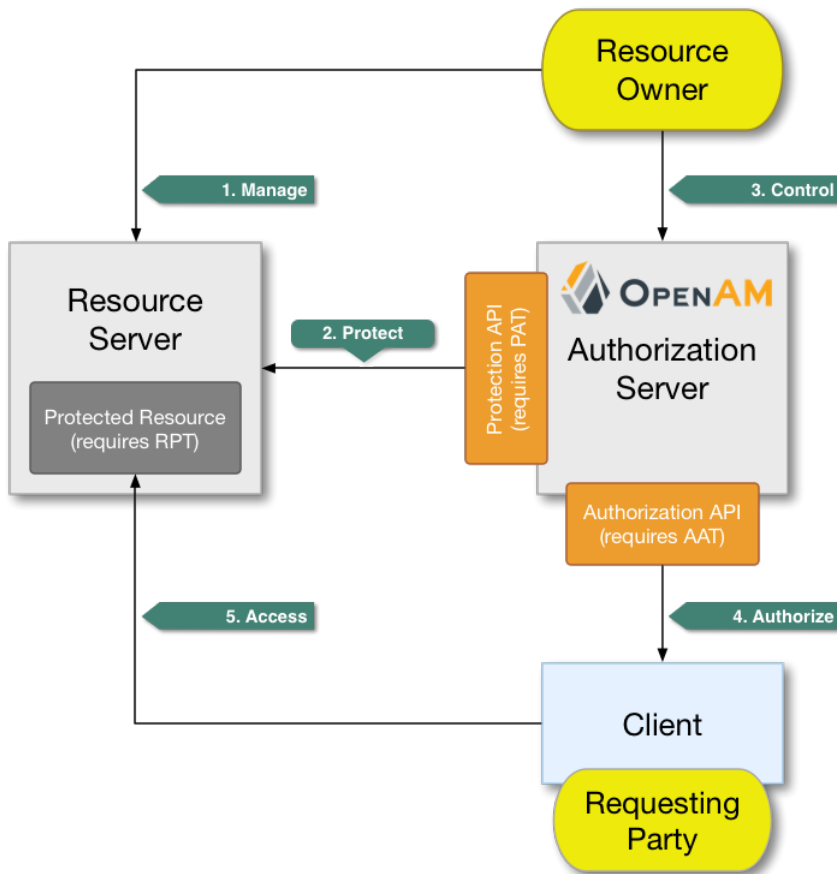 Resource
Owner
1. Manage
3. Control
Resource
Server
Protected Resource
(requires RPT)
2. Protect
Protection API
(requires PAT)
OPENAM
Authorization
Server
Authorization API
(requires AAT)
5. Access
4. Authorize
Client
Requesting
Party